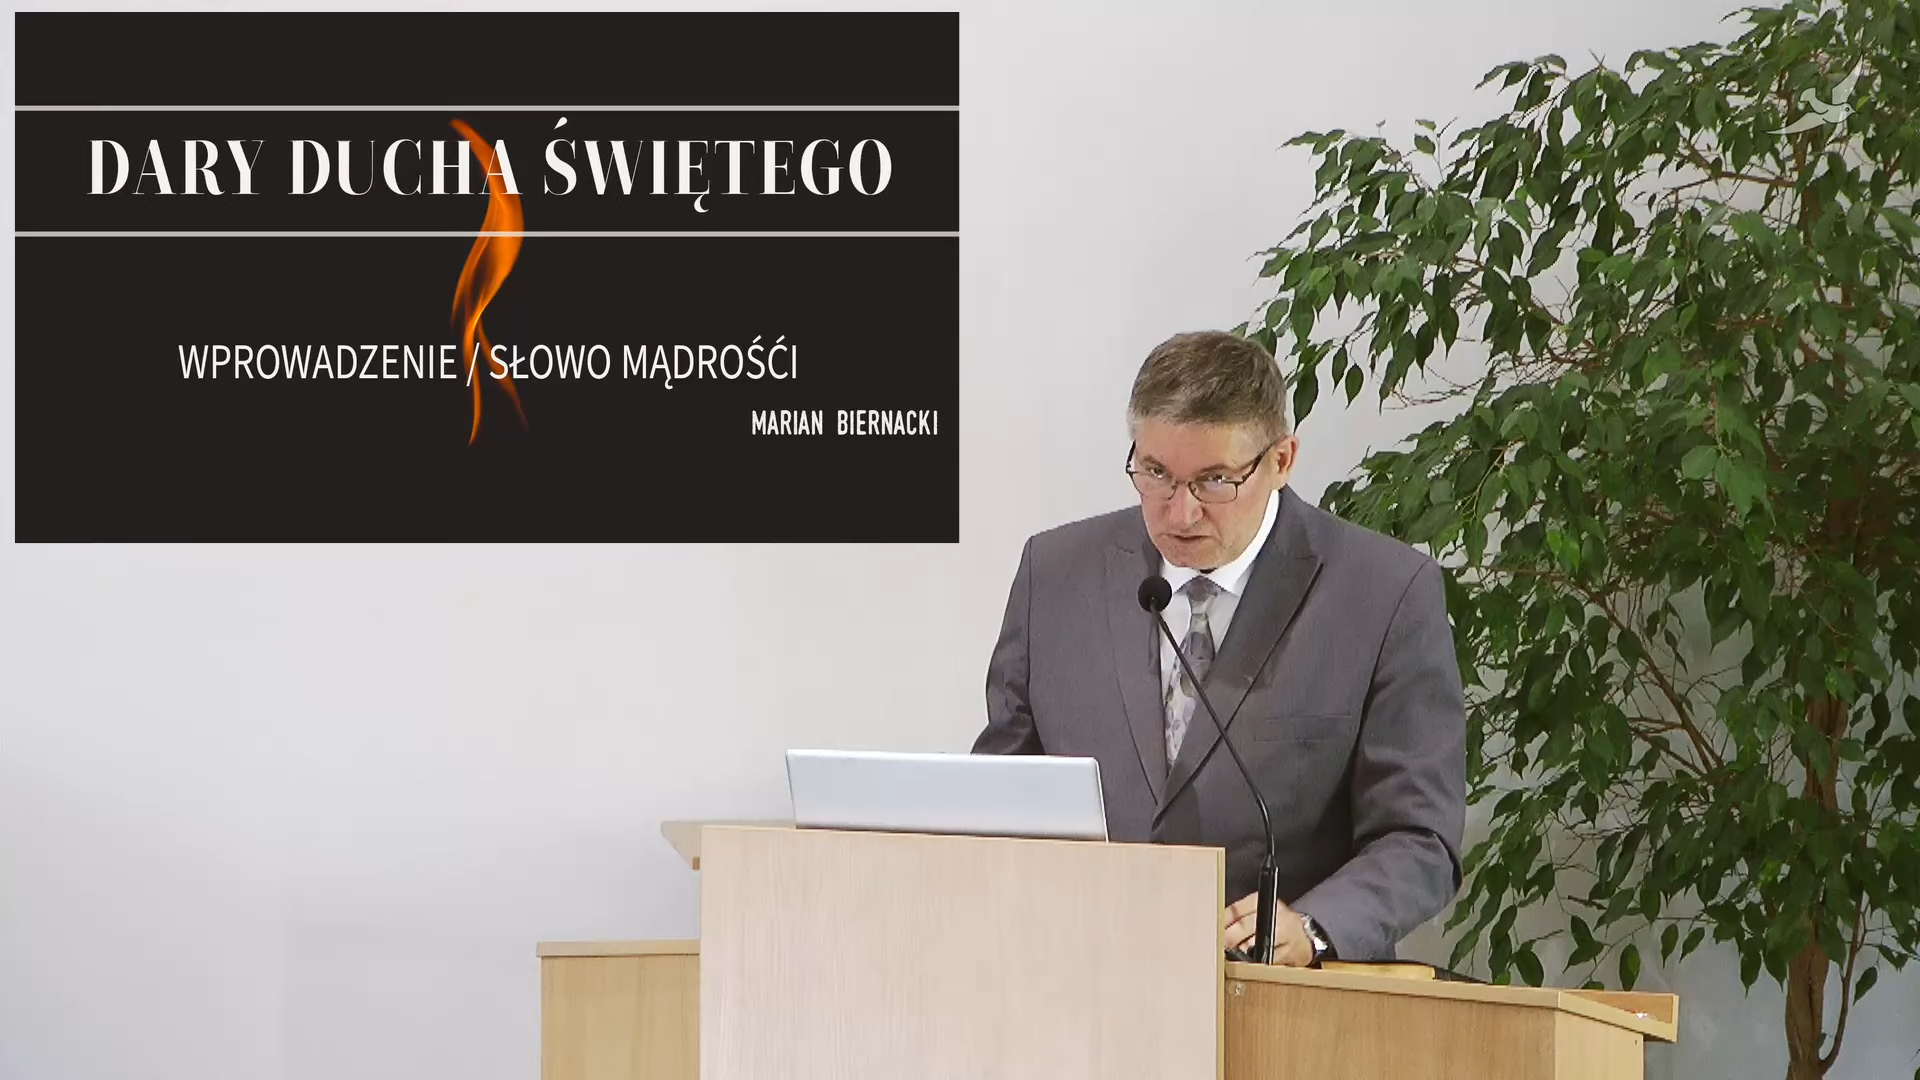 DARY DUCHA ŚWIĘTEGO
WPROWADZENIE / SŁOWO MĄDROŚĆI
MARIAN BIERNACKI